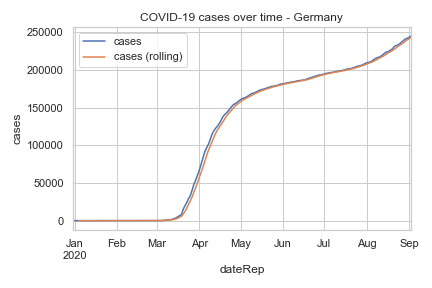 COVID-19 cases over time - Germany
cases
cases (rolling)
250000
200000
150000
100000
50000
0
cases
Jan Feb Mar Apr May Jun Jul Aug Sep
2020
dateRep